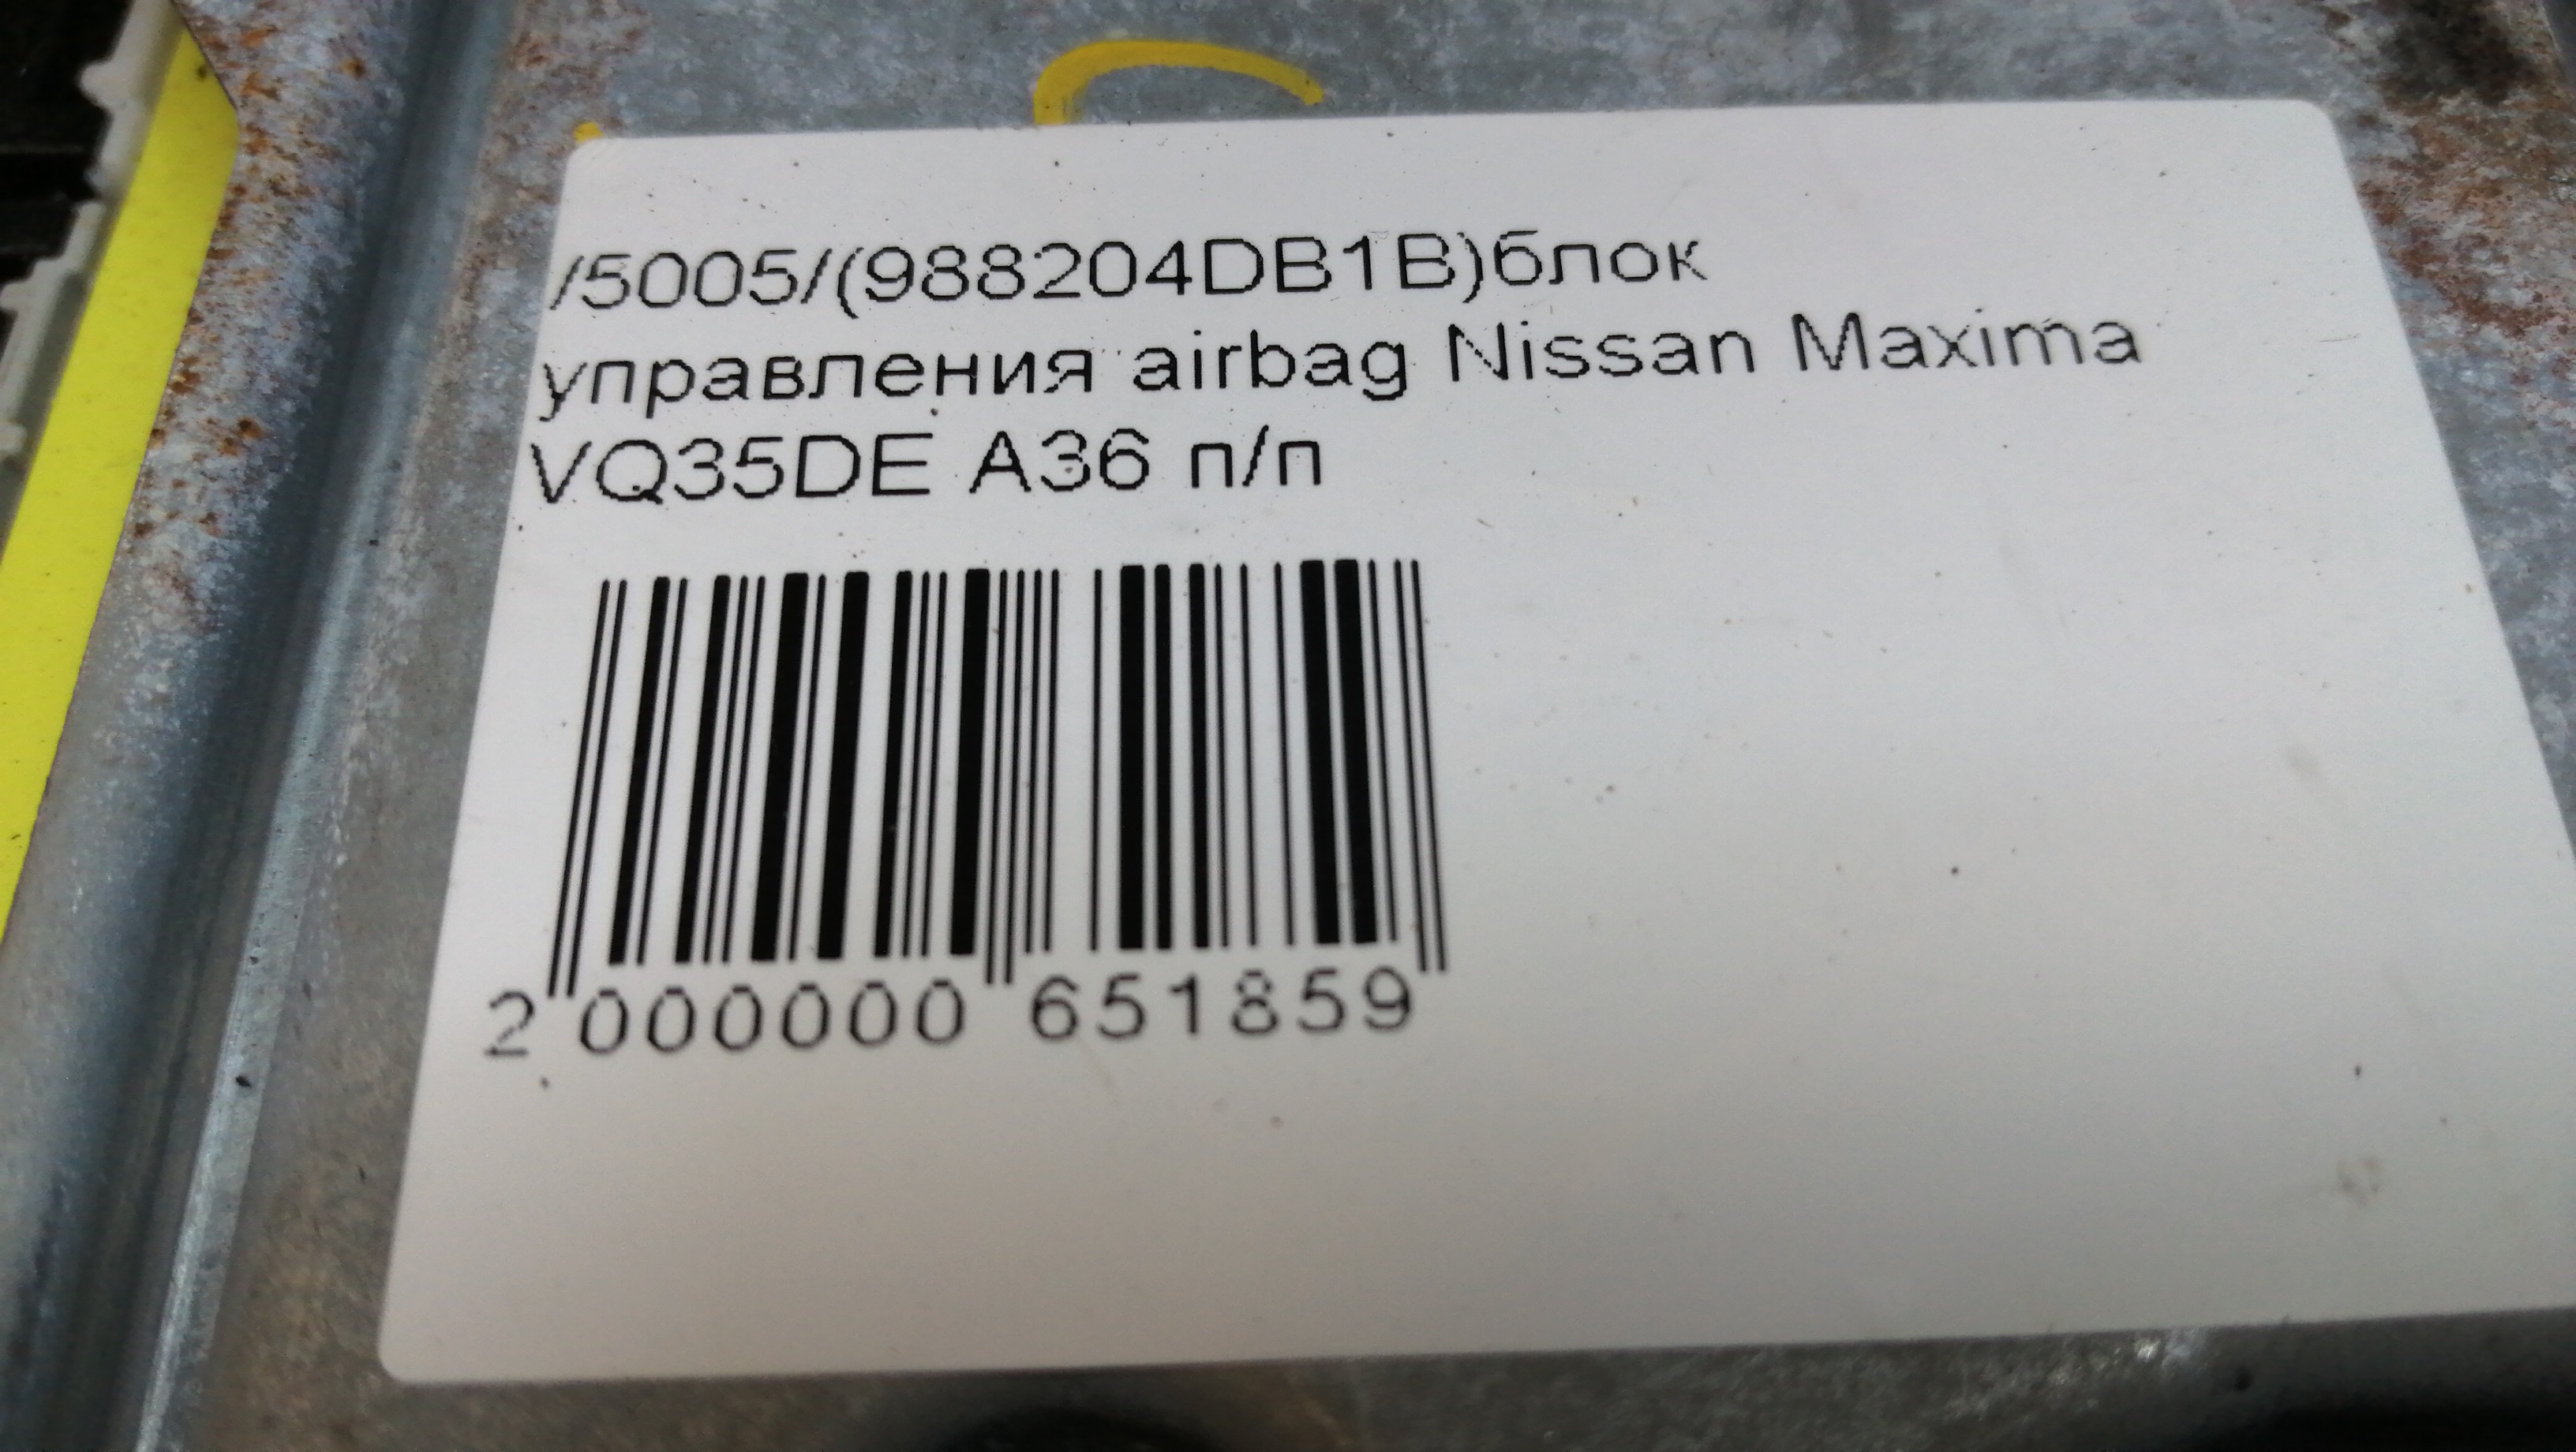 /5005/(988204DB1B)блок
управления airbag Nissan Maxima
VQ35DE A36 п/п
2 000000 651859